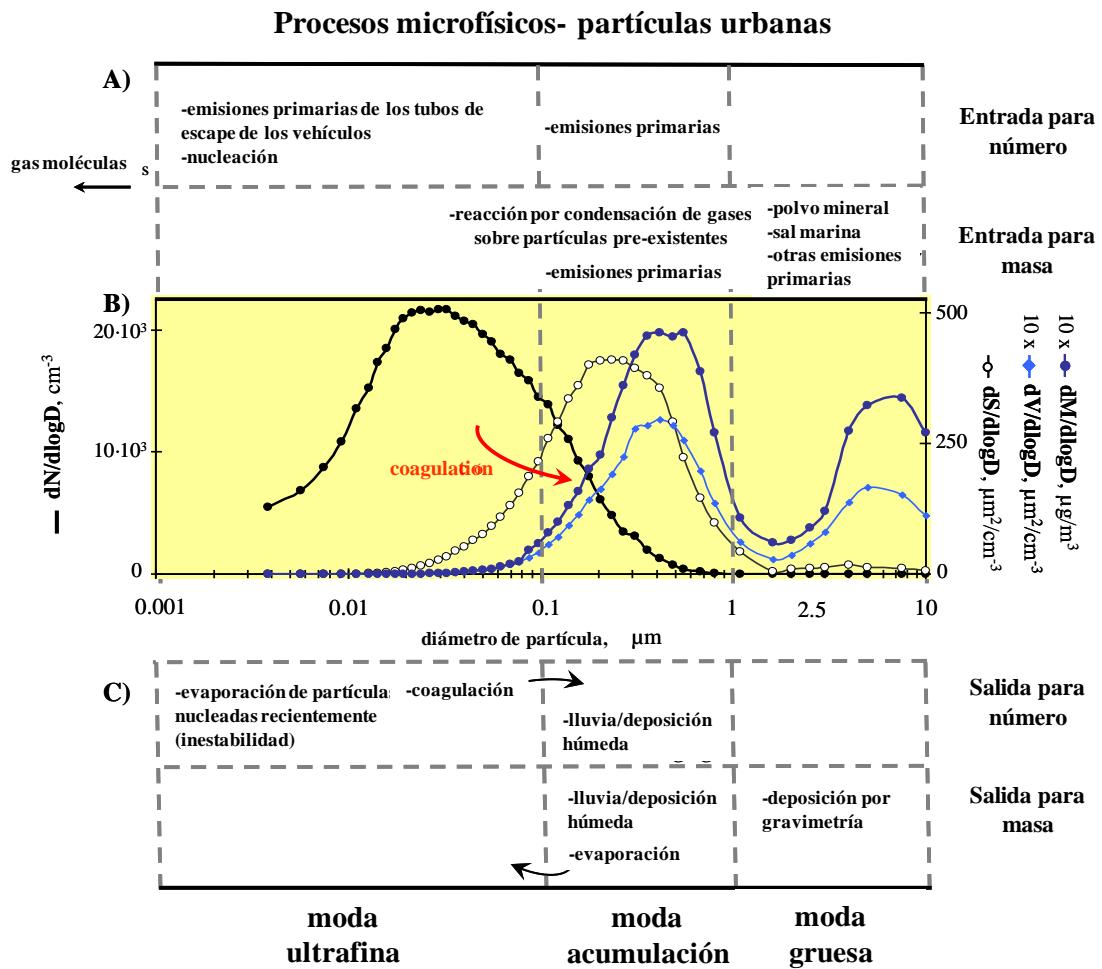 Procesos microfísicos- partículas urbanas
A)
-emisiones primarias de los tubos de
escape de los vehículos
-nucleación
-emisiones primarias
Entrada para
número
gas moléculas s
-reacción por condensación de gases
sobre partículas pre-existentes
-emisiones primarias
-polvo mineral
-sal marina
-otras emisiones
primarias
Entrada para
masa
B)
20·10³
10·10³
0
dN/dlogD, cm⁻³
coagulación
500
250
0
dS/dlogD, µm²/cm⁻³
10 x dV/dlogD, µm²/cm⁻³
10 x dM/dlogD, µg/m³
0.001
0.01
0.1
1
2.5
10
diámetro de partícula, µm
C)
-evaporación de partículas
nucleadas recientemente
(inestabilidad)
-coagulación
-lluvia/deposición
húmeda
Salida para
número
-lluvia/deposición
húmeda
-evaporación
-deposición por
gravimetría
Salida para
masa
moda
ultrafina
moda
acumulación
moda
gruesa